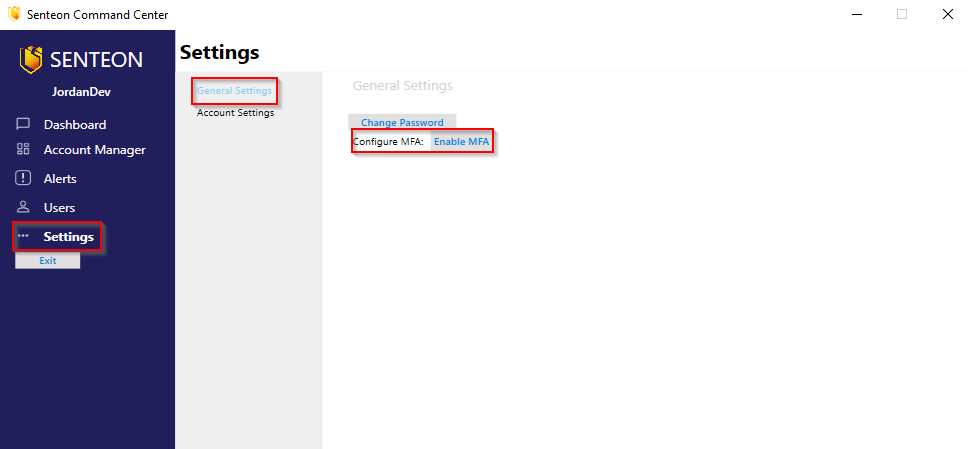 Senteon Command Center
SENTEON
JordanDev
Dashboard
Account Manager
Alerts
Users
Settings
Exit
Settings
General Settings
Account Settings
General Settings
Change Password
Configure MFA: Enable MFA